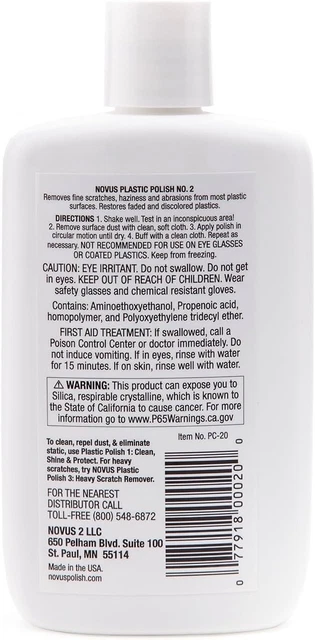 NOVUS PLASTIC POLISH NO. 2
Removes fine scratches, haziness and abrasions from most plastic
surfaces. Restores faded and discolored plastics.
DIRECTIONS 1. Shake well. Test in an inconspicuous area!
2. Remove surface dust with clean, soft cloth. 3. Apply polish in
circular motion until dry. 4. Buff with a clean cloth. Repeat as
necessary. NOT RECOMMENDED FOR USE ON EYE GLASSES
OR COATED PLASTICS. Keep from freezing.
CAUTION: EYE IRRITANT. Do not swallow. Do not get
in eyes. KEEP OUT OF REACH OF CHILDREN. Wear
safety glasses and chemical resistant gloves.
Contains: Aminoethoxyethanol, Propenoic acid,
homopolymer, and Polyoxyethylene tridecyl ether.
FIRST AID TREATMENT: If swallowed, call a
Poison Control Center or doctor immediately. Do
not induce vomiting. If in eyes, rinse with water
for 15 minutes. If on skin, rinse well with water.
⚠ WARNING: This product can expose you to
Silica, respirable crystalline, which is known to
the State of California to cause cancer. For more
information go to www.P65Warnings.ca.gov
Item No. PC-20
To clean, repel dust, & eliminate
static, use Plastic Polish 1: Clean,
Shine & Protect. For heavy
scratches, try NOVUS Plastic
Polish 3: Heavy Scratch Remover.
FOR THE NEAREST
DISTRIBUTOR CALL
TOLL-FREE (800) 548-6872
NOVUS 2 LLC
650 Pelham Blvd. Suite 100
St. Paul, MN 55114
Made in the USA.
novuspolish.com
0 77918 00020 0